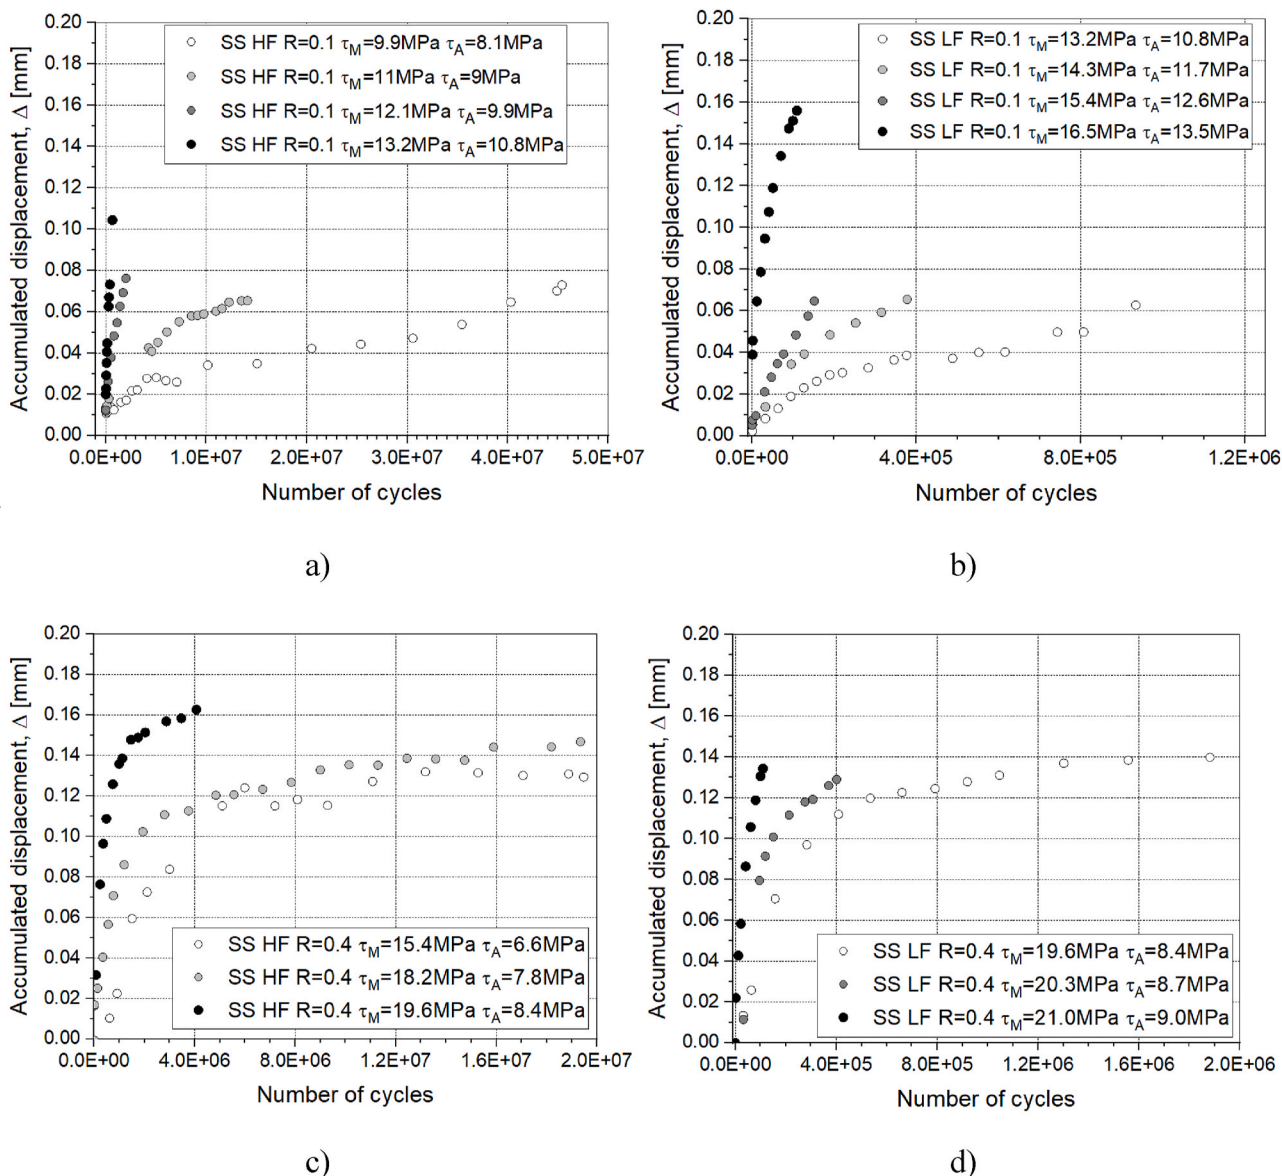 0.20
0.18
0.16
0.14
0.12
0.10
0.08
0.06
0.04
0.02
0.00
Accumulated displacement, Δ [mm]
SS HF R=0.1 τM=9.9MPa τA=8.1MPa
SS HF R=0.1 τM=11MPa τA=9MPa
SS HF R=0.1 τM=12.1MPa τA=9.9MPa
SS HF R=0.1 τM=13.2MPa τA=10.8MPa
0.0E+00 1.0E+07 2.0E+07 3.0E+07 4.0E+07 5.0E+07
Number of cycles
a)
0.20
0.18
0.16
0.14
0.12
0.10
0.08
0.06
0.04
0.02
0.00
Accumulated displacement, Δ [mm]
SS LF R=0.1 τM=13.2MPa τA=10.8MPa
SS LF R=0.1 τM=14.3MPa τA=11.7MPa
SS LF R=0.1 τM=15.4MPa τA=12.6MPa
SS LF R=0.1 τM=16.5MPa τA=13.5MPa
0.0E+00 4.0E+05 8.0E+05 1.2E+06
Number of cycles
b)
0.20
0.18
0.16
0.14
0.12
0.10
0.08
0.06
0.04
0.02
0.00
Accumulated displacement, Δ [mm]
SS HF R=0.4 τM=15.4MPa τA=6.6MPa
SS HF R=0.4 τM=18.2MPa τA=7.8MPa
SS HF R=0.4 τM=19.6MPa τA=8.4MPa
0.0E+00 4.0E+06 8.0E+06 1.2E+07 1.6E+07 2.0E+07
Number of cycles
c)
0.20
0.18
0.16
0.14
0.12
0.10
0.08
0.06
0.04
0.02
0.00
Accumulated displacement, Δ [mm]
SS LF R=0.4 τM=19.6MPa τA=8.4MPa
SS LF R=0.4 τM=20.3MPa τA=8.7MPa
SS LF R=0.4 τM=21.0MPa τA=9.0MPa
0.0E+00 4.0E+05 8.0E+05 1.2E+06 1.6E+06 2.0E+06
Number of cycles
d)